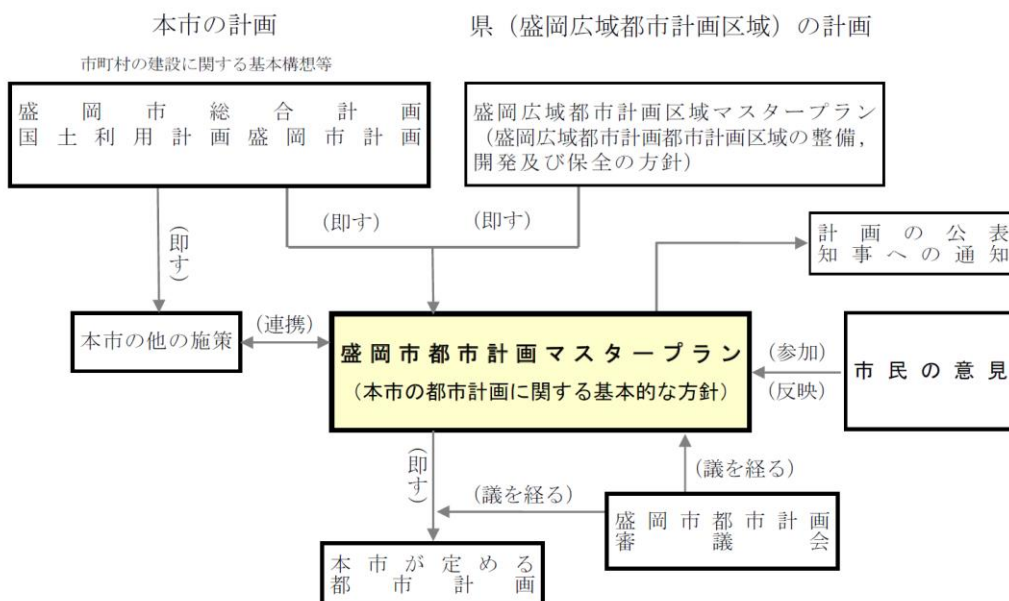 本市の計画
県（盛岡広域都市計画区域）の計画
市町村の建設に関する基本構想等
盛岡市総合計画
国土利用計画盛岡市計画
盛岡広域都市計画区域マスタープラン
（盛岡広域都市計画都市計画区域の整備，
開発及び保全の方針）
（即す）
（即す）
（即す）
計画の公表
知事への通知
本市の他の施策
（連携）
盛岡市都市計画マスタープラン
（本市の都市計画に関する基本的な方針）
（参加）
（反映）
市民の意見
（即す）
（議を経る）
（議を経る）
盛岡市都市計画
審議会
本市が定める
都市計画